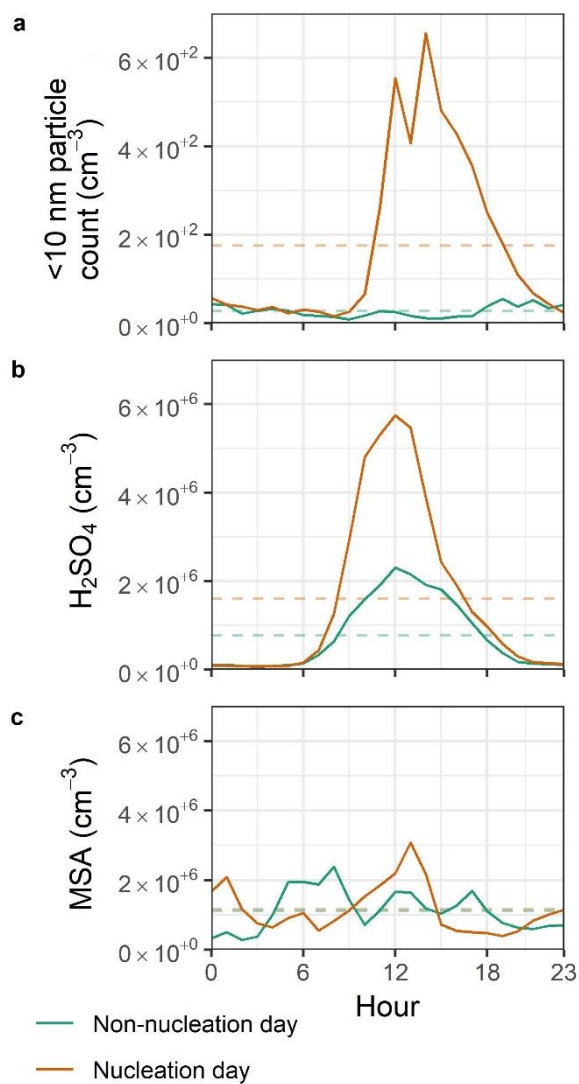 a
<10 nm particle
count (cm⁻³)
6 × 10⁺²
4 × 10⁺²
2 × 10⁺²
0 × 10⁺⁰
b
H₂SO₄ (cm⁻³)
6 × 10⁺⁶
4 × 10⁺⁶
2 × 10⁺⁶
0 × 10⁺⁰
c
MSA (cm⁻³)
6 × 10⁺⁶
4 × 10⁺⁶
2 × 10⁺⁶
0 × 10⁺⁰
0 6 12 18 23
Hour
Non-nucleation day
Nucleation day